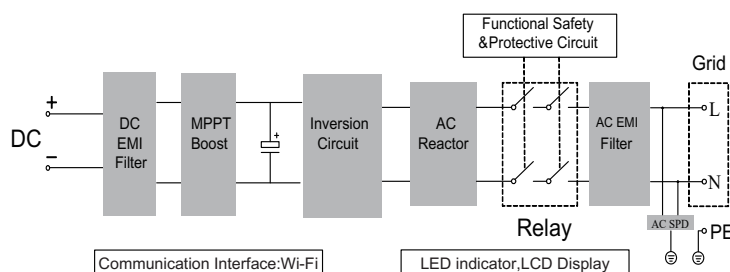 Functional Safety
&Protective Circuit
Grid
+
DC
−
DC
EMI
Filter
MPPT
Boost
+
Inversion
Circuit
AC
Reactor
AC EMI
Filter
L
N
Relay
AC SPD
PE
Communication Interface:Wi-Fi
LED indicator,LCD Display